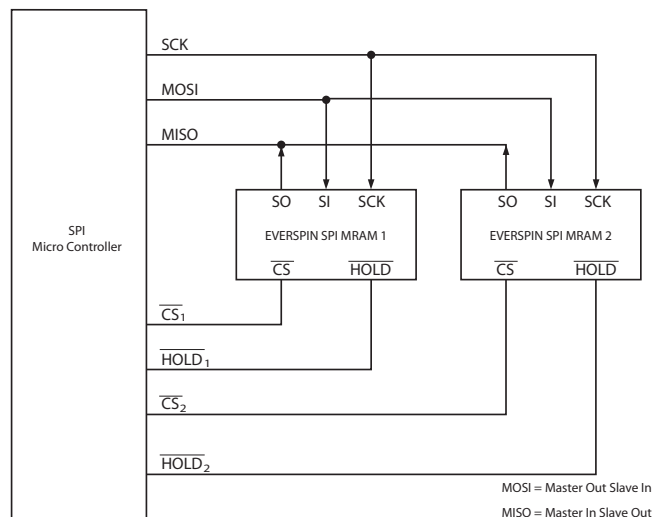 SCK
MOSI
MISO
SO SI SCK
SO SI SCK
SPI
Micro Controller
EVERSPIN SPI MRAM 1
EVERSPIN SPI MRAM 2
CS HOLD
CS HOLD
CS1
HOLD1
CS2
HOLD2
MOSI = Master Out Slave In
MISO = Master In Slave Out